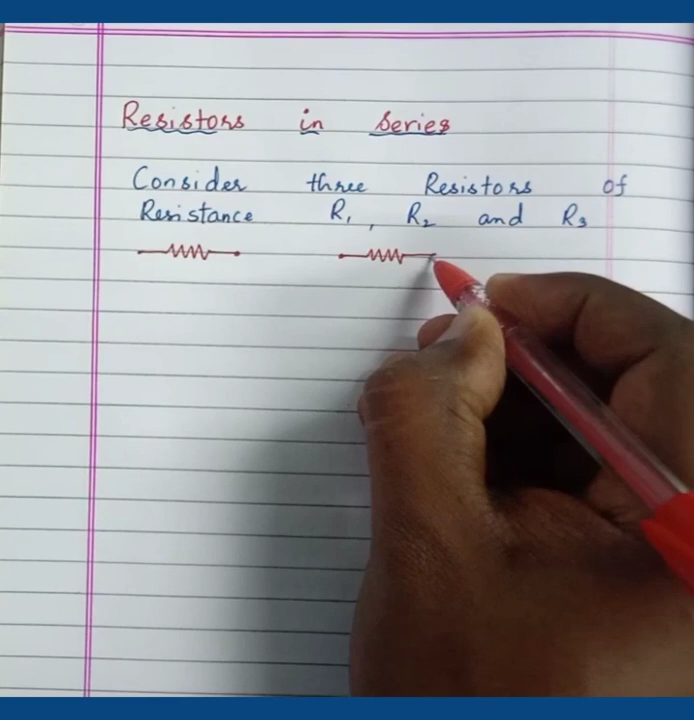 Resistors in Series
Consider three Resistors of
Resistance R₁, R₂ and R₃